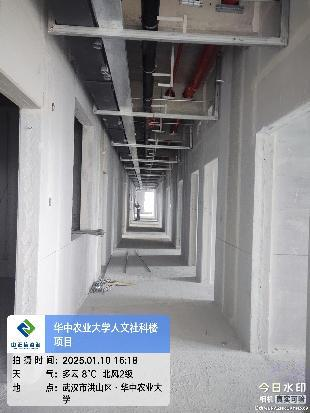 华中农业大学人文社科楼
项目
拍摄时间：2025.01.10 16:18
天 气：多云 8℃ 北风2级
地 点：武汉市洪山区·华中农业大
学
今日水印
相机